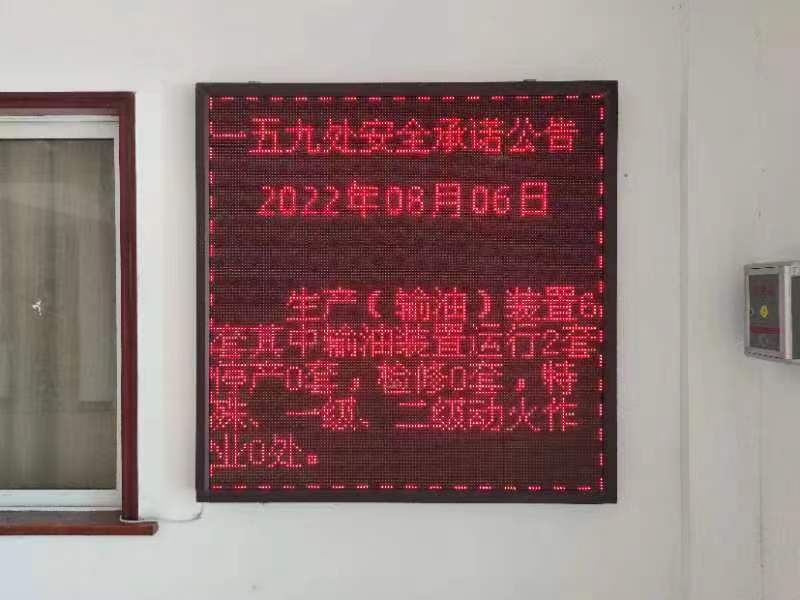 一五九处安全承诺公告
2022年08月06日
生产(输油)装置6
套其中输油装置运行2套
停产0套，检修0套，特
殊、一级、二级动火作
业0处。